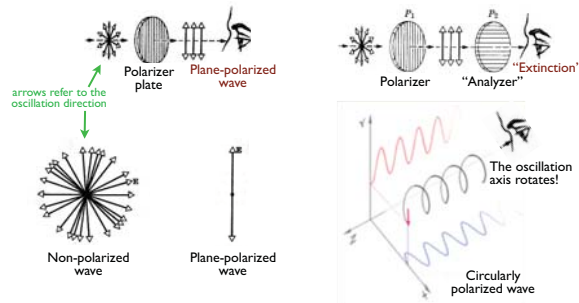 P1
P2
Polarizer
plate
Plane-polarized
wave
Polarizer
"Analyzer"
"Extinction"
arrows refer to the
oscillation direction
E
E
Non-polarized
wave
Plane-polarized
wave
Y
Z
X
The oscillation
axis rotates!
Circularly
polarized wave